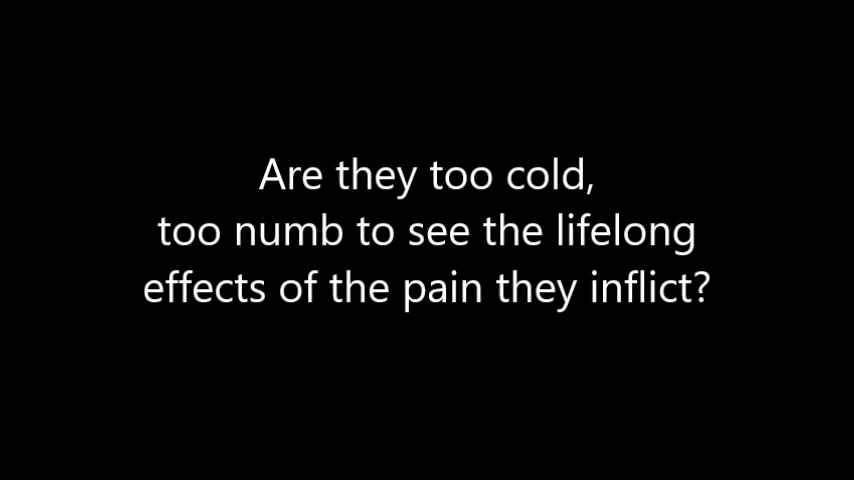 Are they too cold,
too numb to see the lifelong
effects of the pain they inflict?